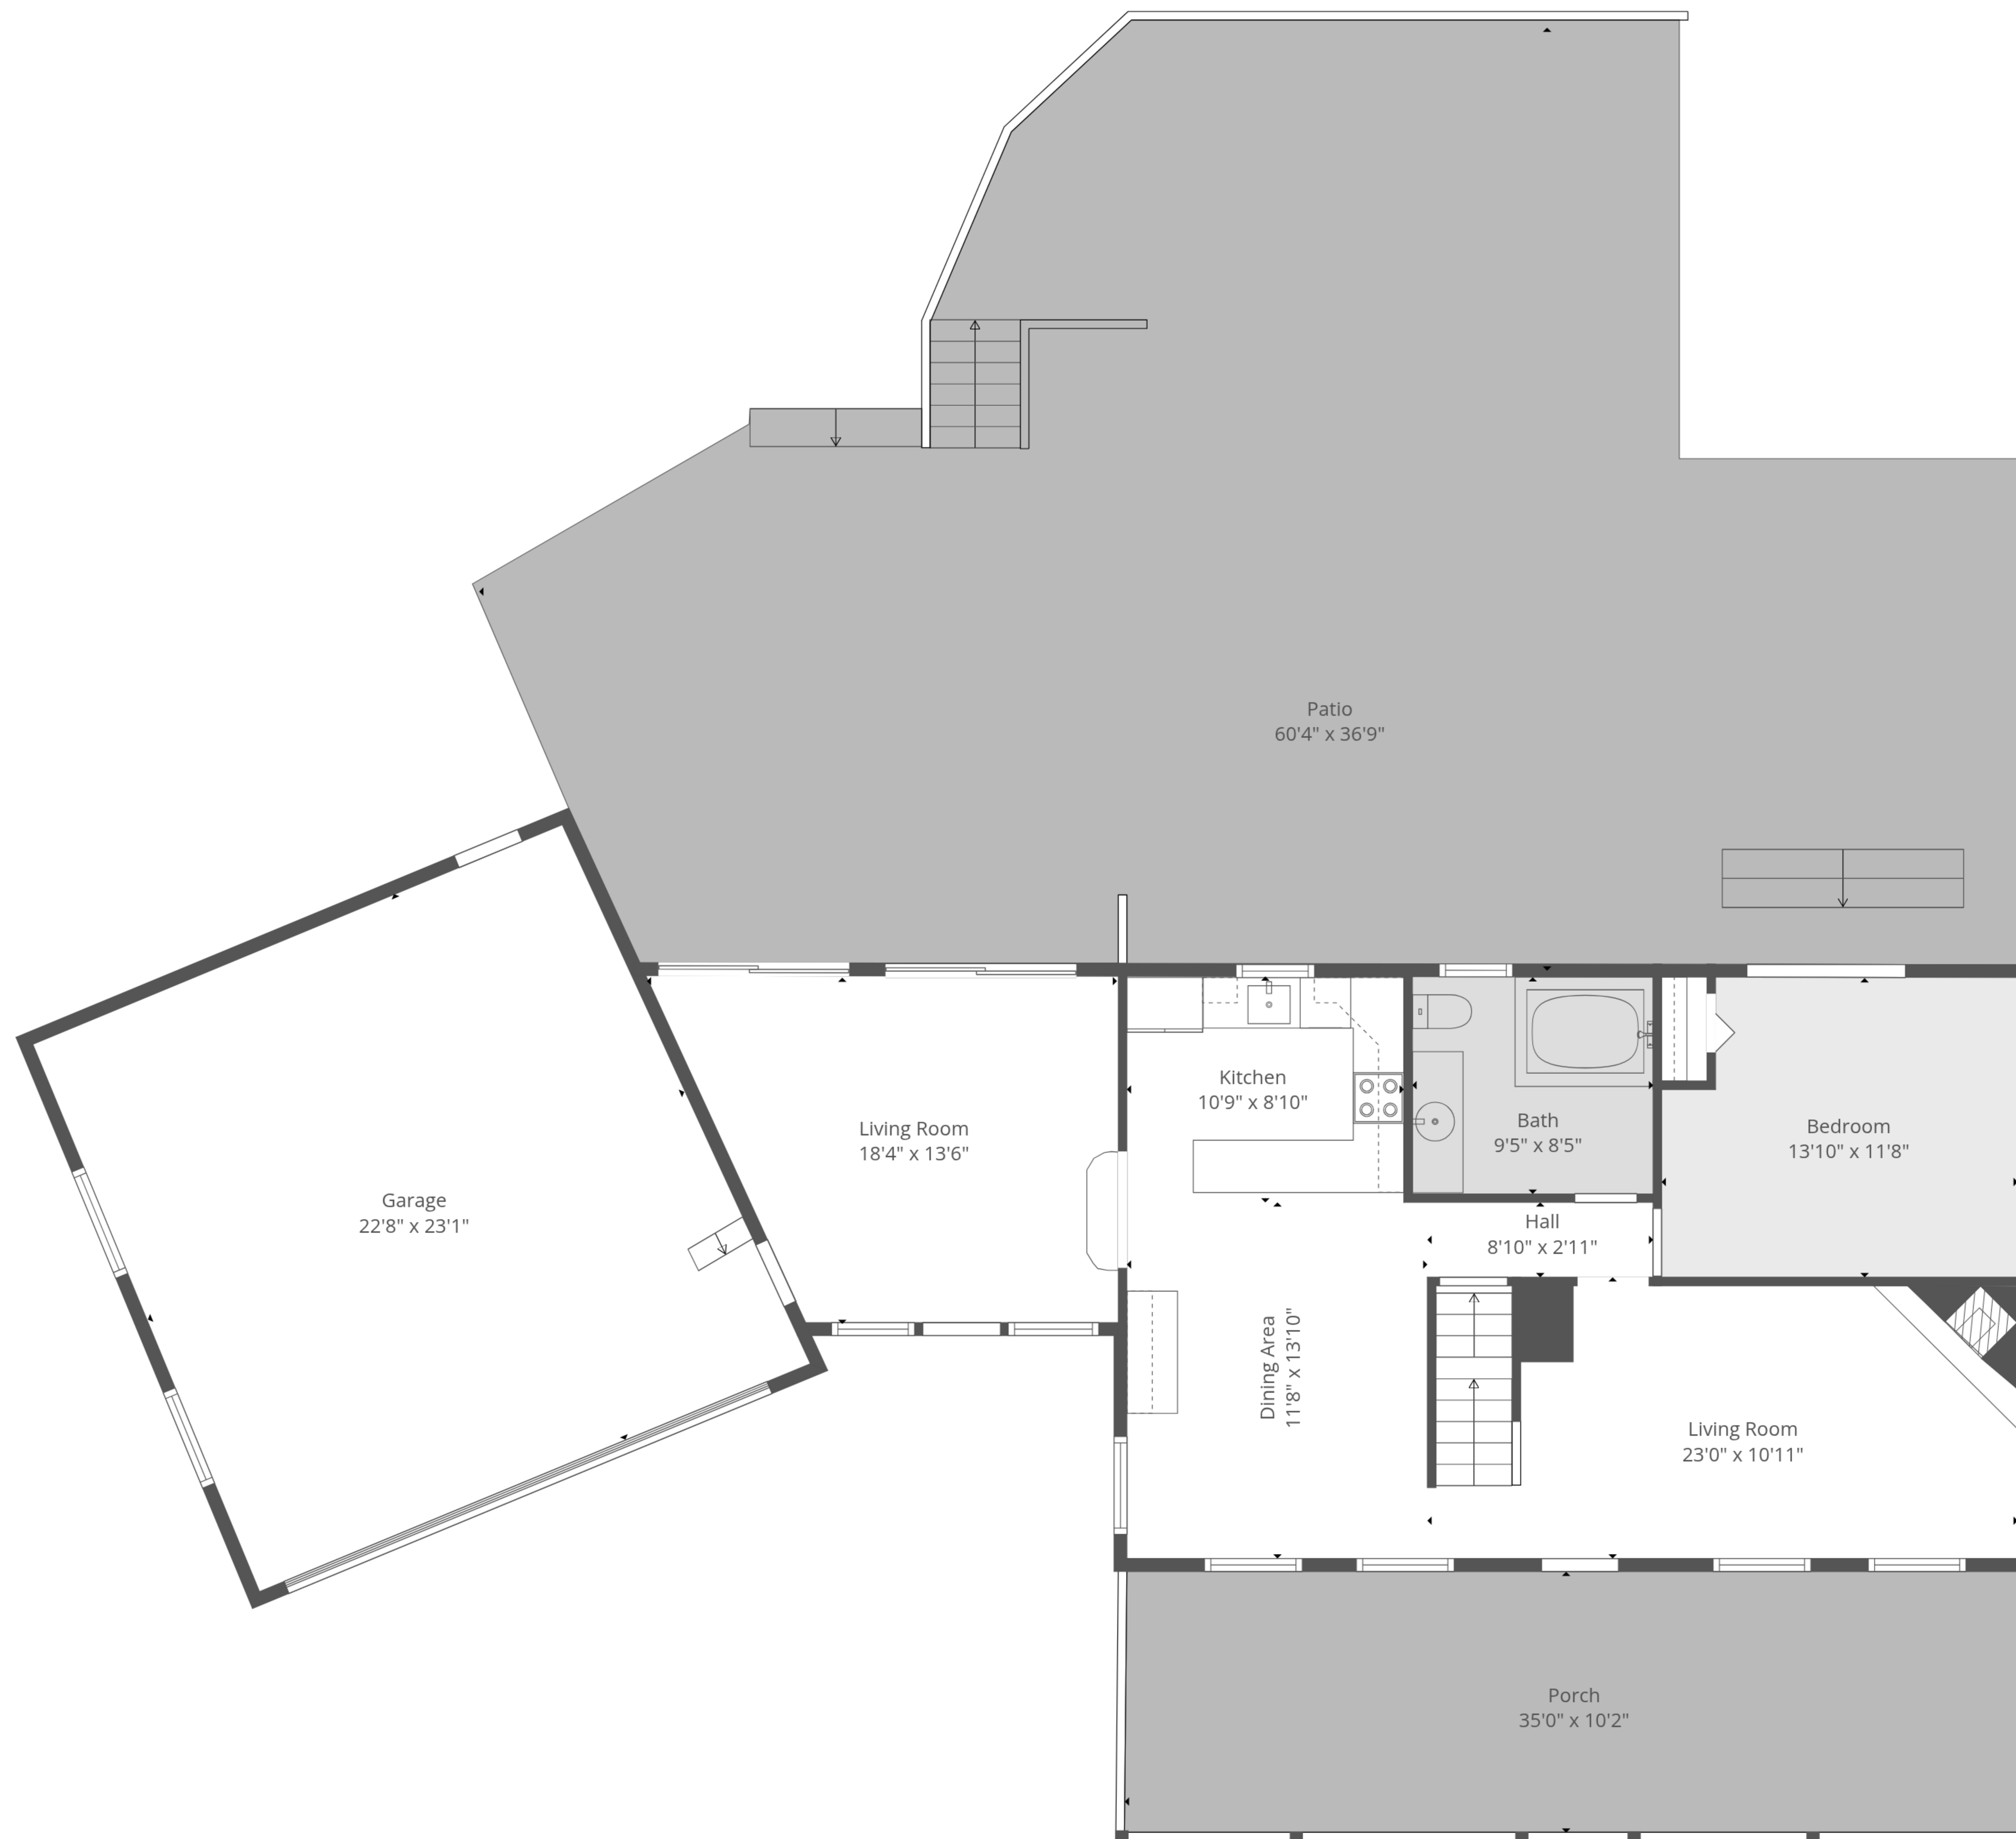 Patio
60'4" x 36'9"
Kitchen
10'9" x 8'10"
Bath
9'5" x 8'5"
Living Room
18'4" x 13'6"
Bedroom
13'10" x 11'8"
Garage
22'8" x 23'1"
Hall
8'10" x 2'11"
Dining Area
11'8" x 13'10"
Living Room
23'0" x 10'11"
Porch
35'0" x 10'2"